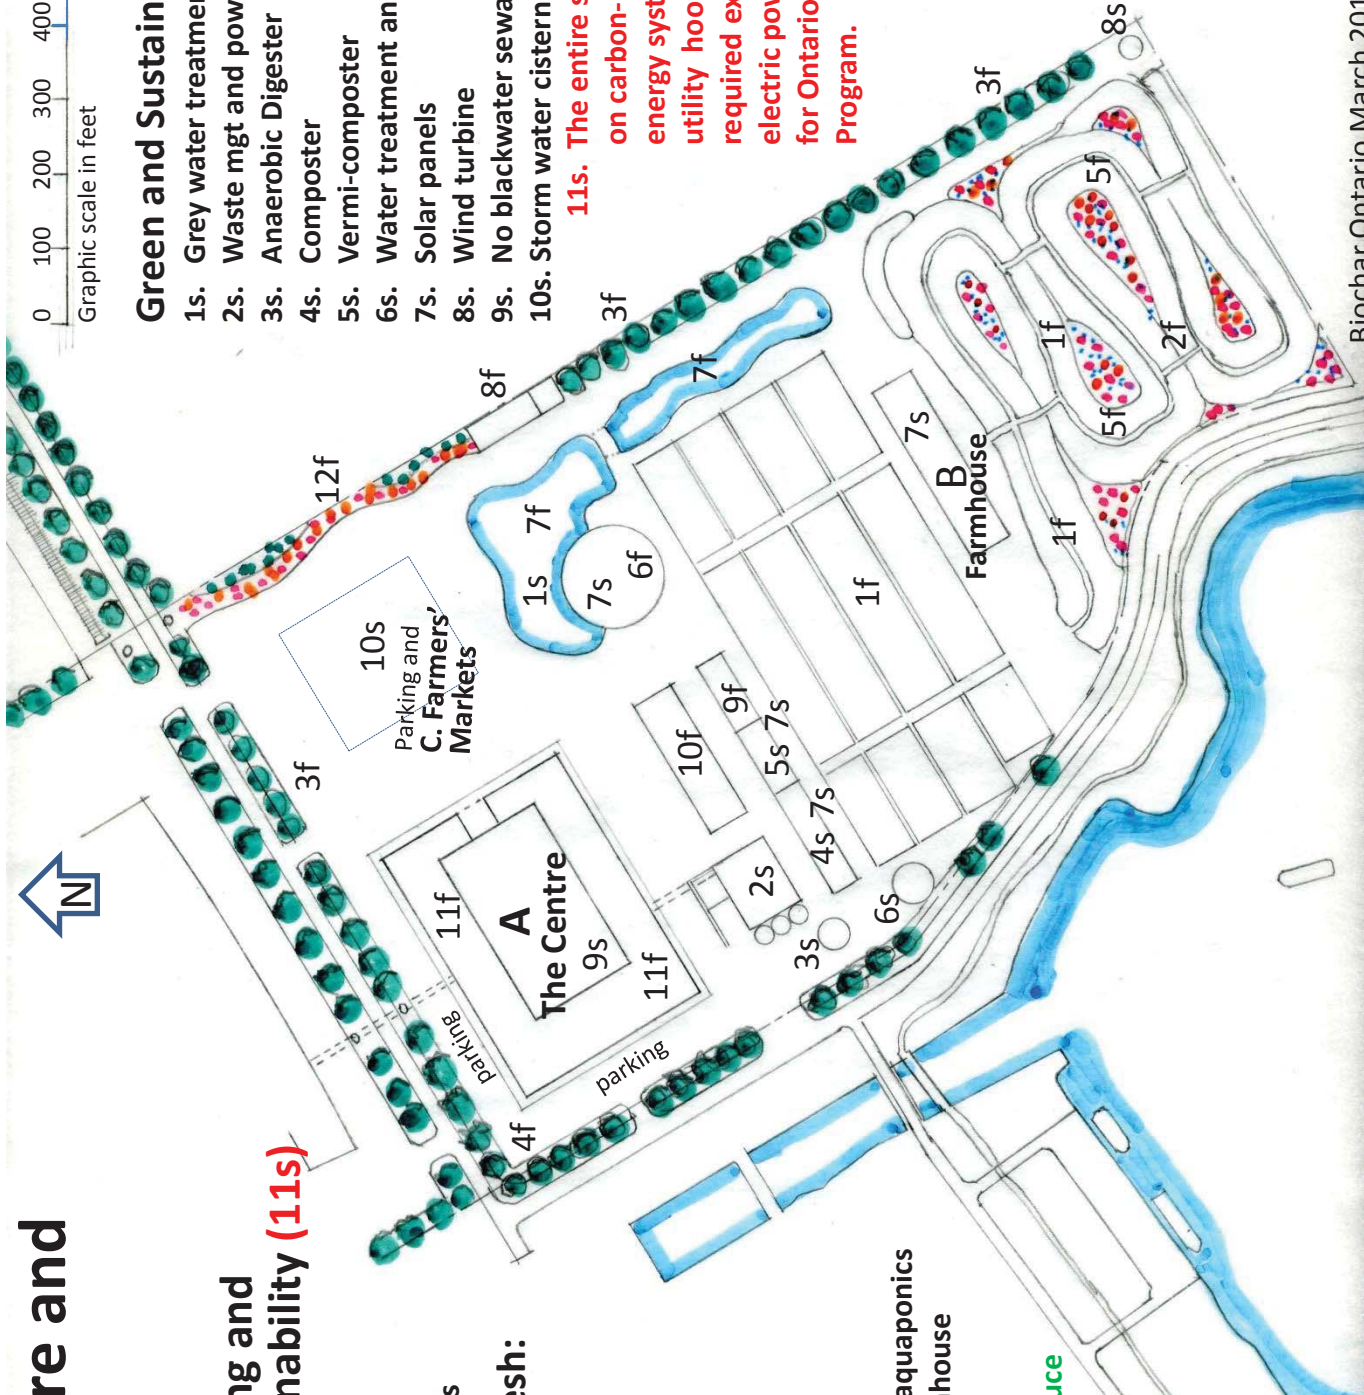 re and
ng and
nability (11s)
s
esh:
aquaponics
house
uce
N
0 100 200 300 400
Graphic scale in feet
Green and Sustain
1s. Grey water treatmen
2s. Waste mgt and pow
3s. Anaerobic Digester
4s. Composter
5s. Vermi-composter
6s. Water treatment an
7s. Solar panels
8s. Wind turbine
9s. No blackwater sewa
10s. Storm water cistern
11s. The entire s
on carbon-
energy syst
utility hoo
required ex
electric pow
for Ontario
Program.
3f
12f
8f
3f
3f
8s
10s
Parking and
C. Farmers'
Markets
7f
1s
7s
6f
7f
11f
A
The Centre
9s
11f
parking
parking
4f
10f
9f
5s 7s
4s 7s
2s
3s
6s
1f
7s
B
Farmhouse
1f
1f
5f
5f
2f
Biochar Ontario March 201